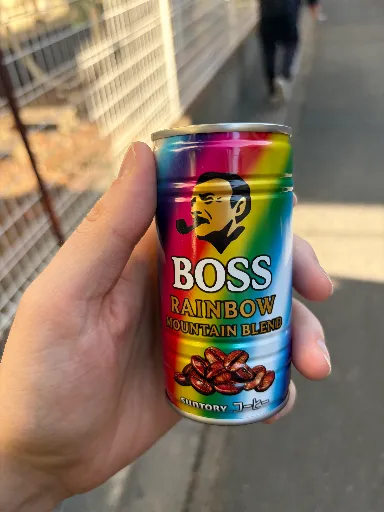 BOSS
RAINBOW
MOUNTAIN BLEND
SUNTORY コーヒー